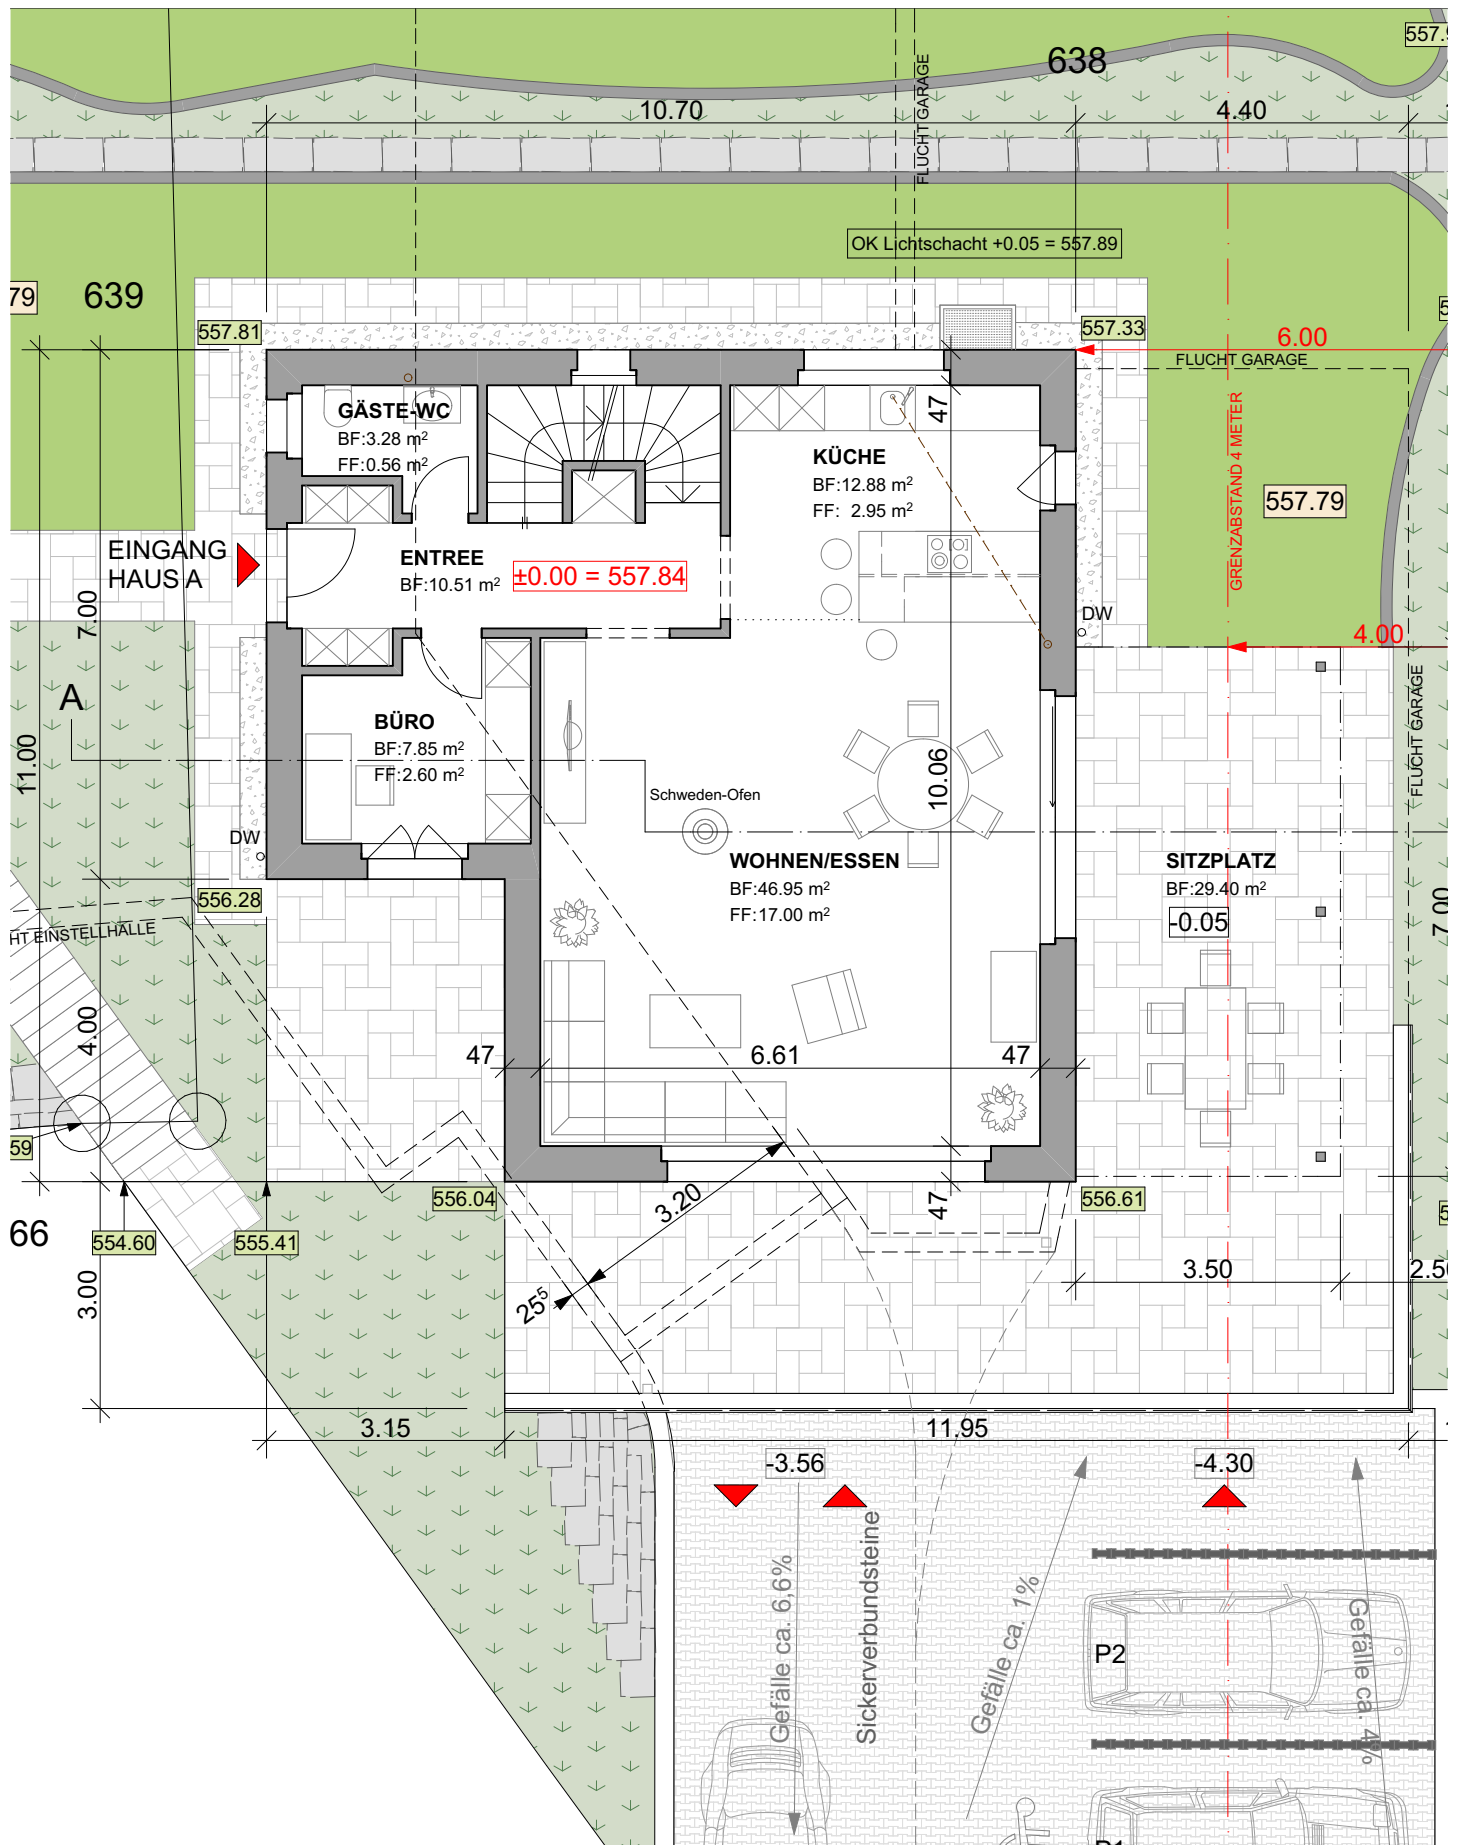 638
10.70
4.40
FLUCHT GARAGE
OK Lichtschacht +0.05 = 557.89
79
639
557.81
557.33
6.00
FLUCHT GARAGE
47
GRENZABSTAND 4 METER
GÄSTE-WC
BF:3.28 m²
FF:0.56 m²
KÜCHE
BF:12.88 m²
FF: 2.95 m²
557.79
EINGANG
HAUS A
ENTREE
BF:10.51 m²
±0.00 = 557.84
7.00
DW
4.00
A
BÜRO
BF:7.85 m²
FF:2.60 m²
FLUCHT GARAGE
11.00
10.06
Schweden-Ofen
DW
WOHNEN/ESSEN
BF:46.95 m²
FF:17.00 m²
SITZPLATZ
BF:29.40 m²
-0.05
556.28
HT EINSTELLHALLE
7.00
4.00
47
6.61
47
59
556.04
3.20
47
556.61
66
554.60
555.41
3.00
25⁵
3.50
2.50
3.15
11.95
-3.56
-4.30
Gefälle ca. 6,6%
Sickerverbundsteine
Gefälle ca. 1%
Gefälle ca. 4%
P2